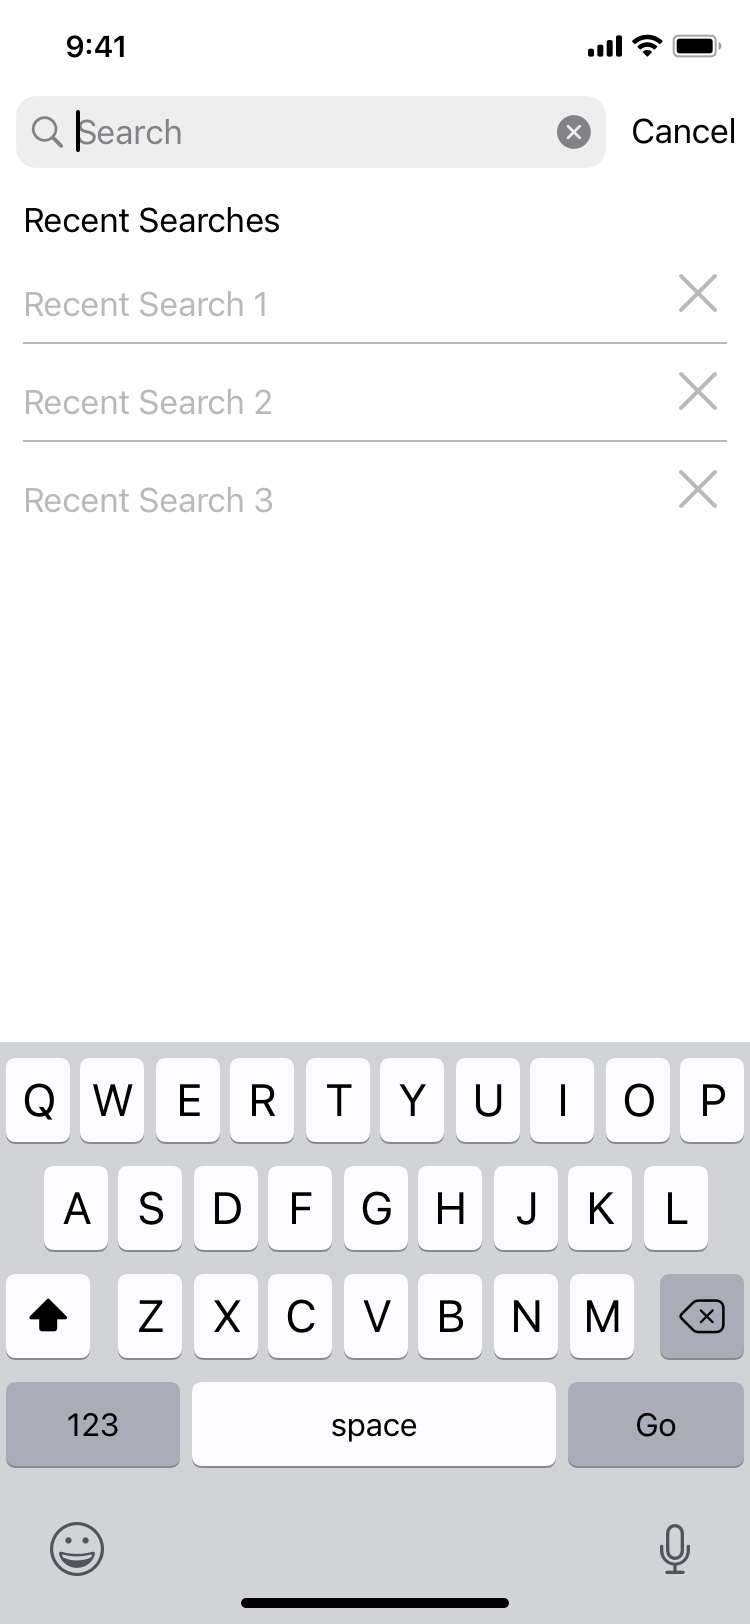 9:41
Search
Cancel
Recent Searches
Recent Search 1
Recent Search 2
Recent Search 3
Q W E R T Y U I O P
A S D F G H J K L
Z X C V B N M
123 space Go